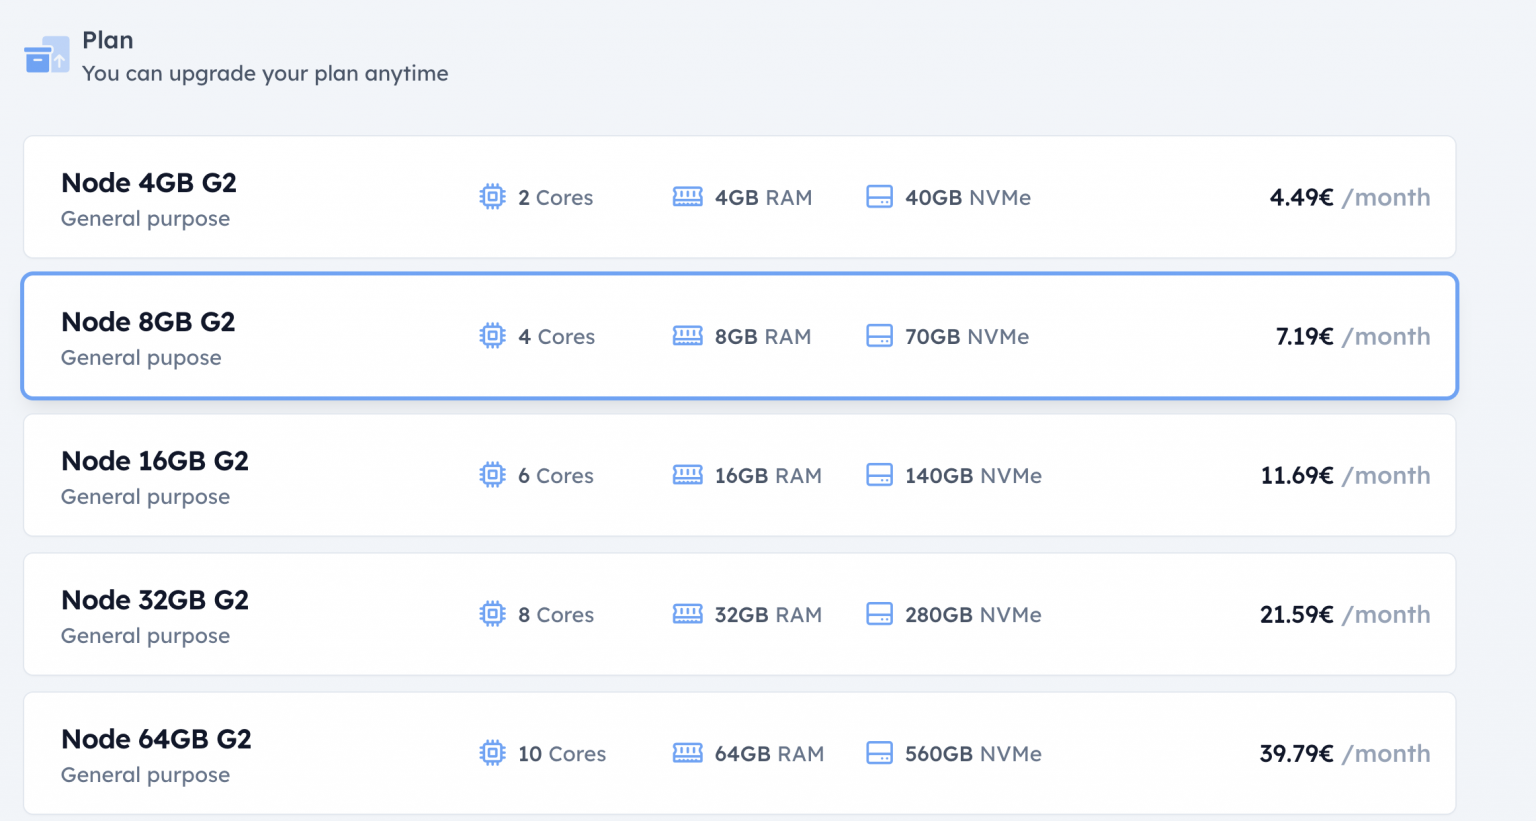 Plan
You can upgrade your plan anytime
Node 4GB G2
General purpose
2 Cores
4GB RAM
40GB NVMe
4.49€ /month
Node 8GB G2
General pupose
4 Cores
8GB RAM
70GB NVMe
7.19€ /month
Node 16GB G2
General purpose
6 Cores
16GB RAM
140GB NVMe
11.69€ /month
Node 32GB G2
General purpose
8 Cores
32GB RAM
280GB NVMe
21.59€ /month
Node 64GB G2
General purpose
10 Cores
64GB RAM
560GB NVMe
39.79€ /month